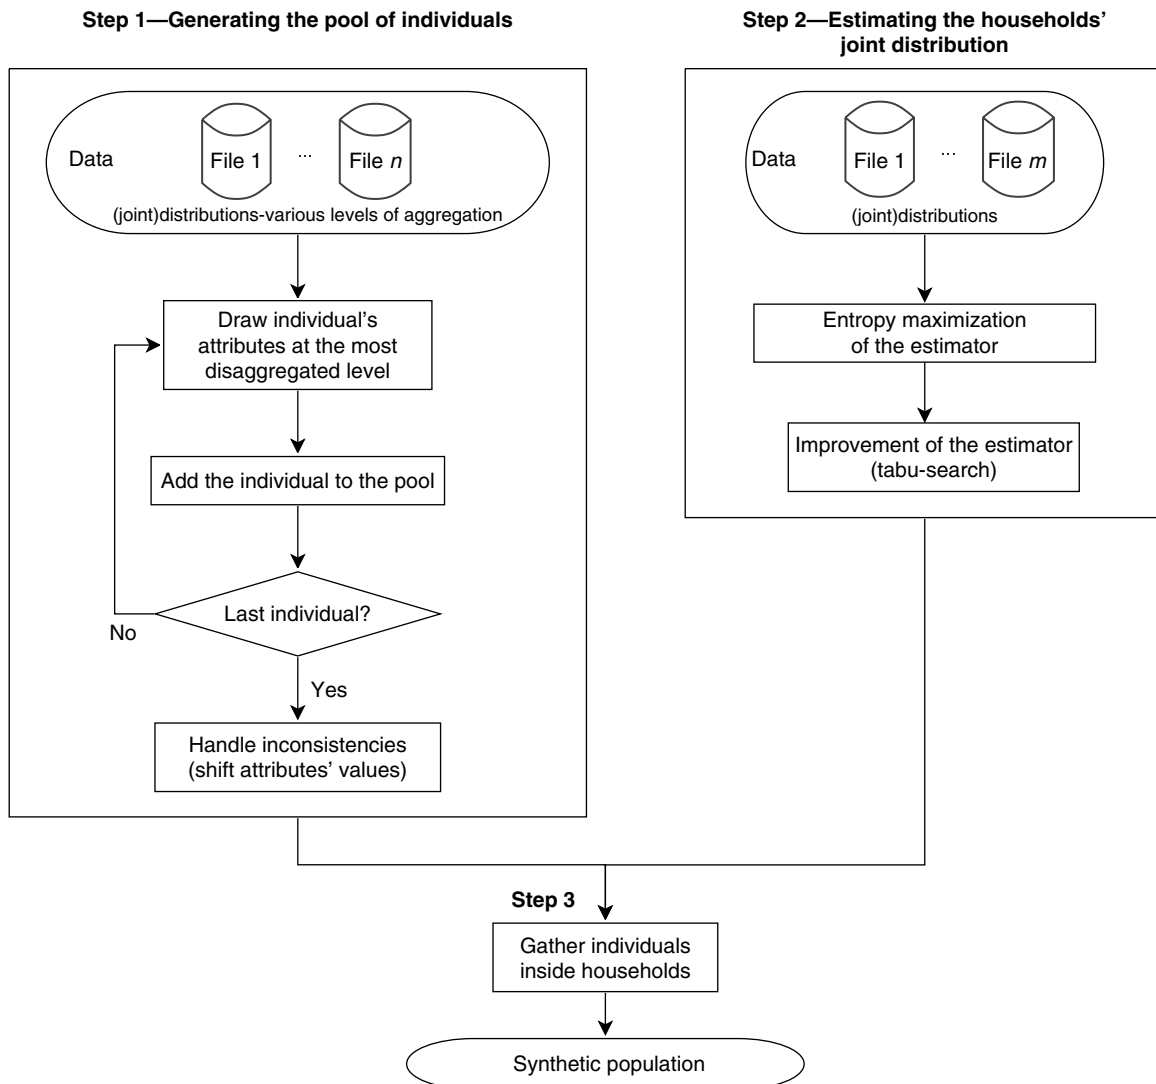 Step 1—Generating the pool of individuals
Data
File 1
...
File n
(joint)distributions-various levels of aggregation
Draw individual's
attributes at the most
disaggregated level
Add the individual to the pool
Last individual?
No
Yes
Handle inconsistencies
(shift attributes' values)
Step 2—Estimating the households'
joint distribution
Data
File 1
...
File m
(joint)distributions
Entropy maximization
of the estimator
Improvement of the estimator
(tabu-search)
Step 3
Gather individuals
inside households
Synthetic population